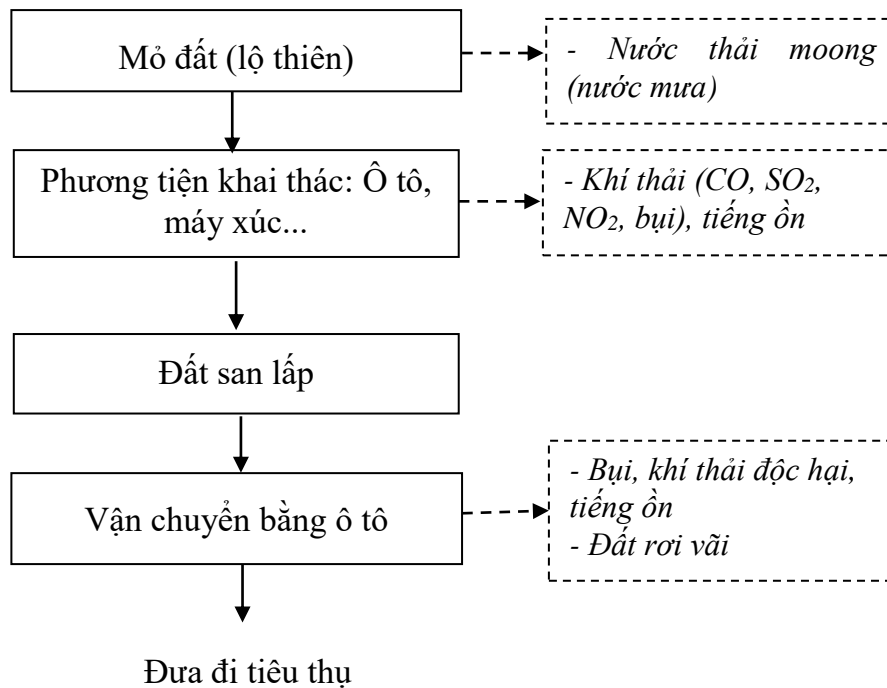 Mỏ đất (lộ thiên)
- Nước thải moong
(nước mưa)
Phương tiện khai thác: Ô tô,
máy xúc...
- Khí thải (CO, SO₂,
NO₂, bụi), tiếng ồn
Đất san lấp
Vận chuyển bằng ô tô
- Bụi, khí thải độc hại,
tiếng ồn
- Đất rơi vãi
Đưa đi tiêu thụ